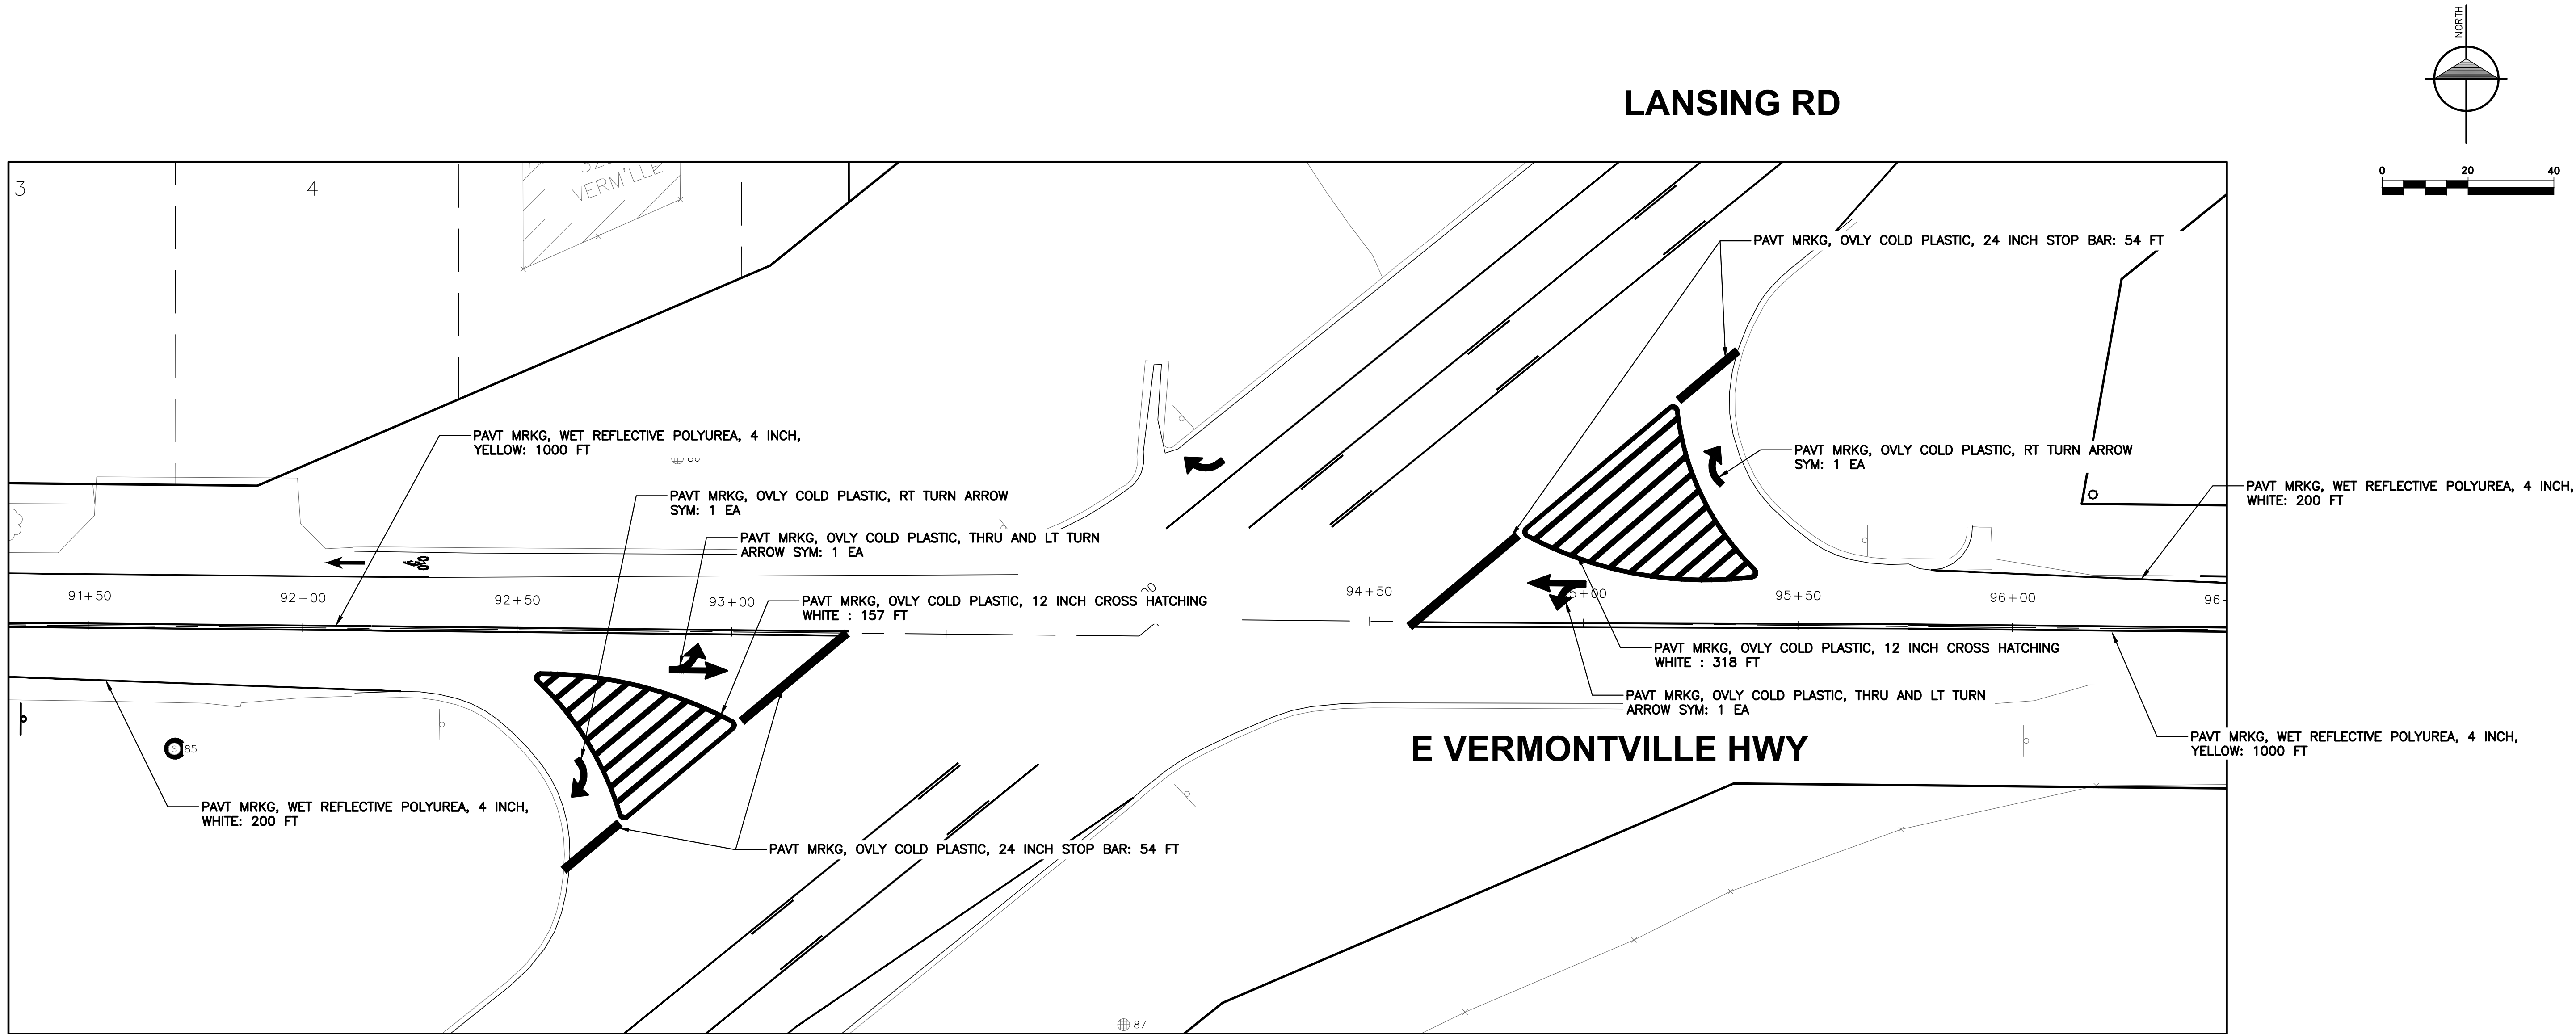 NORTH
LANSING RD
0 20 40
3
4
VERM'LLE
PAVT MRKG, OVLY COLD PLASTIC, 24 INCH STOP BAR: 54 FT
PAVT MRKG, WET REFLECTIVE POLYUREA, 4 INCH,
YELLOW: 1000 FT
PAVT MRKG, OVLY COLD PLASTIC, RT TURN ARROW
SYM: 1 EA
PAVT MRKG, OVLY COLD PLASTIC, RT TURN ARROW
SYM: 1 EA
PAVT MRKG, WET REFLECTIVE POLYUREA, 4 INCH,
WHITE: 200 FT
PAVT MRKG, OVLY COLD PLASTIC, THRU AND LT TURN
ARROW SYM: 1 EA
91+50
92+00
92+50
93+00
94+50
5+00
95+50
96+00
96+
PAVT MRKG, OVLY COLD PLASTIC, 12 INCH CROSS HATCHING
WHITE : 157 FT
PAVT MRKG, OVLY COLD PLASTIC, 12 INCH CROSS HATCHING
WHITE : 318 FT
PAVT MRKG, OVLY COLD PLASTIC, THRU AND LT TURN
ARROW SYM: 1 EA
S 85
E VERMONTVILLE HWY
PAVT MRKG, WET REFLECTIVE POLYUREA, 4 INCH,
YELLOW: 1000 FT
PAVT MRKG, WET REFLECTIVE POLYUREA, 4 INCH,
WHITE: 200 FT
PAVT MRKG, OVLY COLD PLASTIC, 24 INCH STOP BAR: 54 FT
87